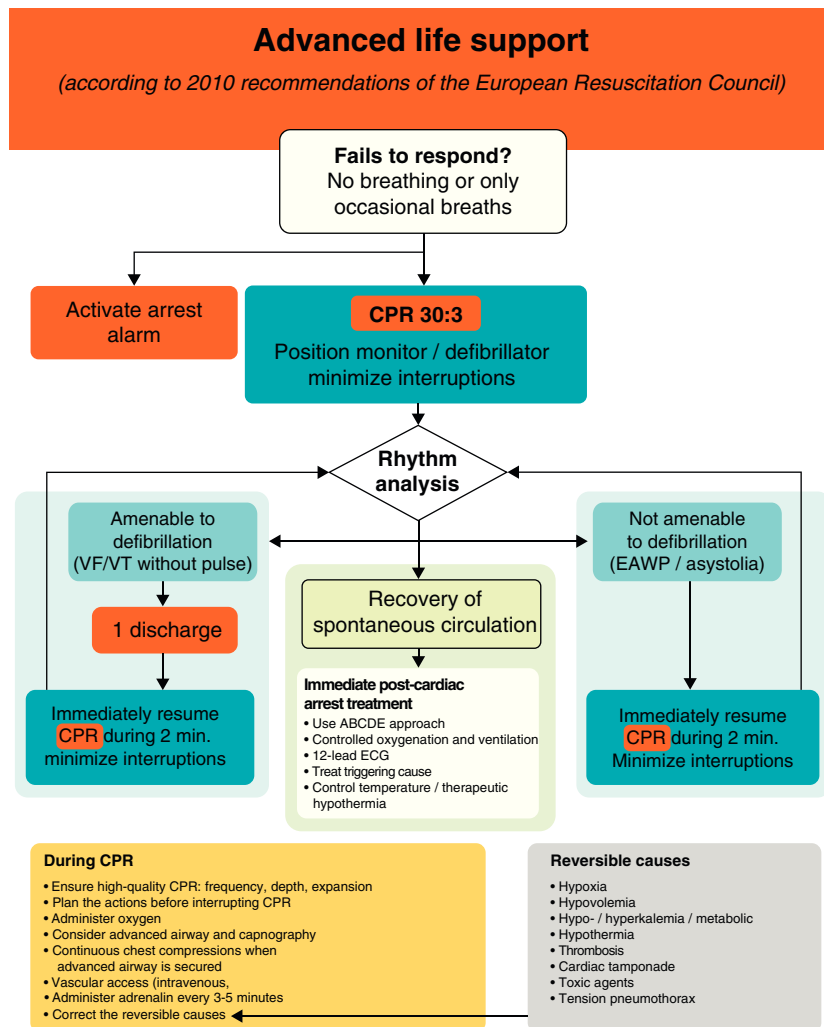 Advanced life support
(according to 2010 recommendations of the European Resuscitation Council)
Fails to respond?
No breathing or only
occasional breaths
Activate arrest
alarm
CPR 30:3
Position monitor / defibrillator
minimize interruptions
Rhythm
analysis
Amenable to
defibrillation
(VF/VT without pulse)
Not amenable
to defibrillation
(EAWP / asystolia)
1 discharge
Recovery of
spontaneous circulation
Immediately resume
CPR during 2 min.
minimize interruptions
Immediate post-cardiac
arrest treatment
• Use ABCDE approach
• Controlled oxygenation and ventilation
• 12-lead ECG
• Treat triggering cause
• Control temperature / therapeutic
hypothermia
Immediately resume
CPR during 2 min.
Minimize interruptions
During CPR
• Ensure high-quality CPR: frequency, depth, expansion
• Plan the actions before interrupting CPR
• Administer oxygen
• Consider advanced airway and capnography
• Continuous chest compressions when
advanced airway is secured
• Vascular access (intravenous,
• Administer adrenalin every 3-5 minutes
• Correct the reversible causes
Reversible causes
• Hypoxia
• Hypovolemia
• Hypo- / hyperkalemia / metabolic
• Hypothermia
• Thrombosis
• Cardiac tamponade
• Toxic agents
• Tension pneumothorax